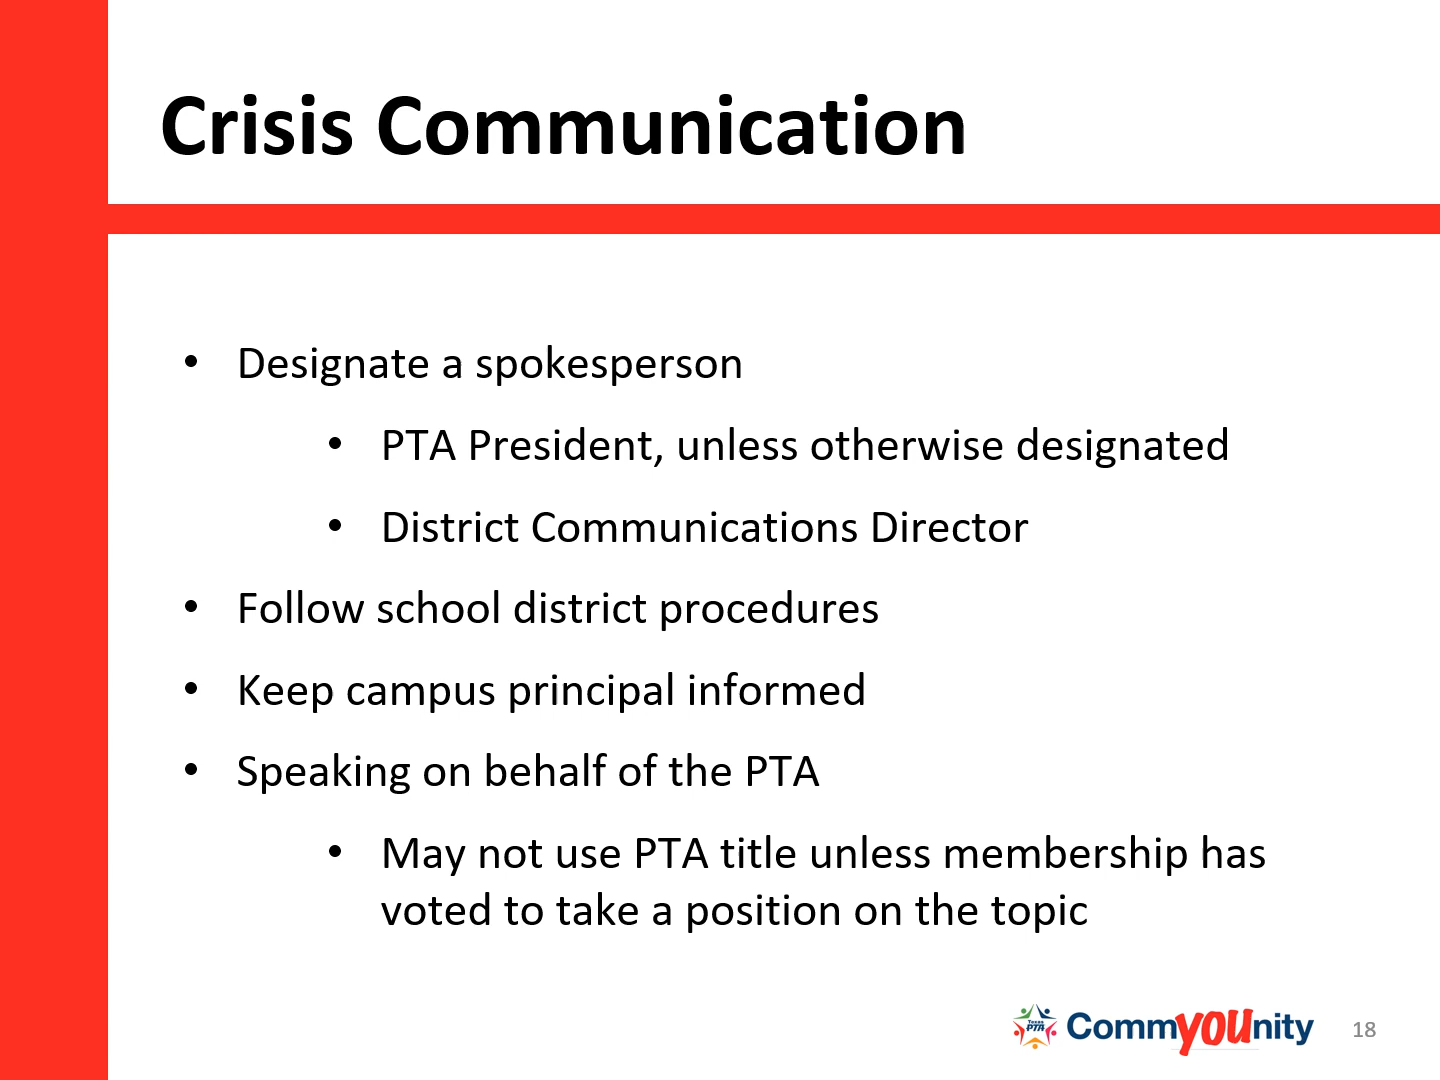 Crisis Communication
• Designate a spokesperson
• PTA President, unless otherwise designated
• District Communications Director
• Follow school district procedures
• Keep campus principal informed
• Speaking on behalf of the PTA
• May not use PTA title unless membership has
voted to take a position on the topic
Texas
PTA
CommYOUnity
18